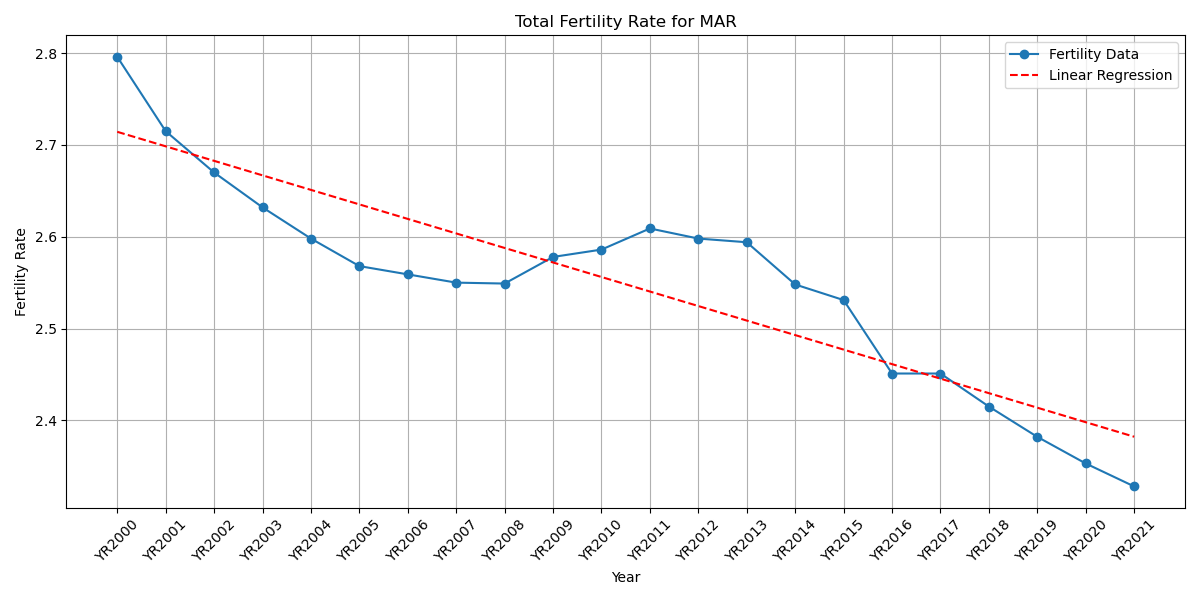 Total Fertility Rate for MAR
Fertility Data
Linear Regression
Fertility Rate
2.8
2.7
2.6
2.5
2.4
YR2000
YR2001
YR2002
YR2003
YR2004
YR2005
YR2006
YR2007
YR2008
YR2009
YR2010
YR2011
YR2012
YR2013
YR2014
YR2015
YR2016
YR2017
YR2018
YR2019
YR2020
YR2021
Year